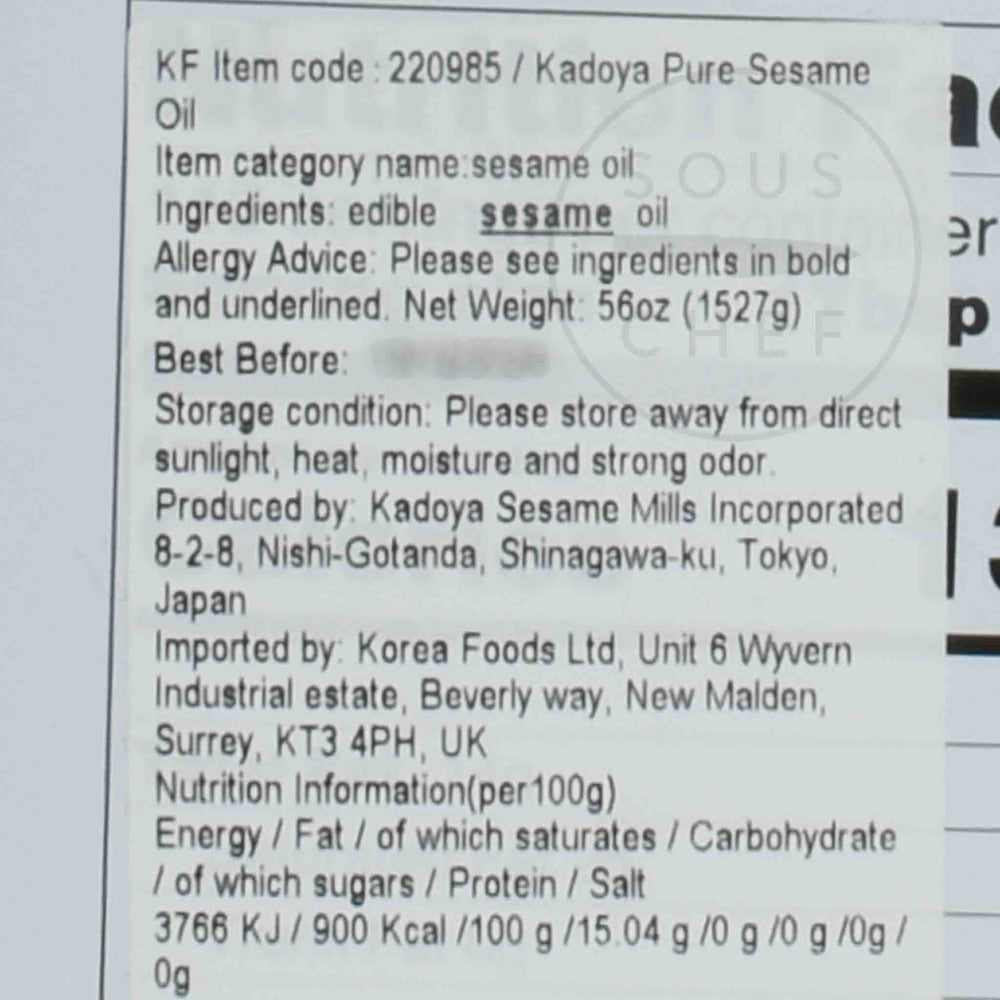 KF Item code : 220985 / Kadoya Pure Sesame
Oil
Item category name:sesame oil
Ingredients: edible sesame oil
Allergy Advice: Please see ingredients in bold
and underlined. Net Weight: 56oz (1527g)
Best Before:
Storage condition: Please store away from direct
sunlight, heat, moisture and strong odor.
Produced by: Kadoya Sesame Mills Incorporated
8-2-8, Nishi-Gotanda, Shinagawa-ku, Tokyo,
Japan
Imported by: Korea Foods Ltd, Unit 6 Wyvern
Industrial estate, Beverly way, New Malden,
Surrey, KT3 4PH, UK
Nutrition Information(per100g)
Energy / Fat / of which saturates / Carbohydrate
/ of which sugars / Protein / Salt
3766 KJ / 900 Kcal /100 g /15.04 g /0 g /0 g /0g /
0g
SOUS
CHEF